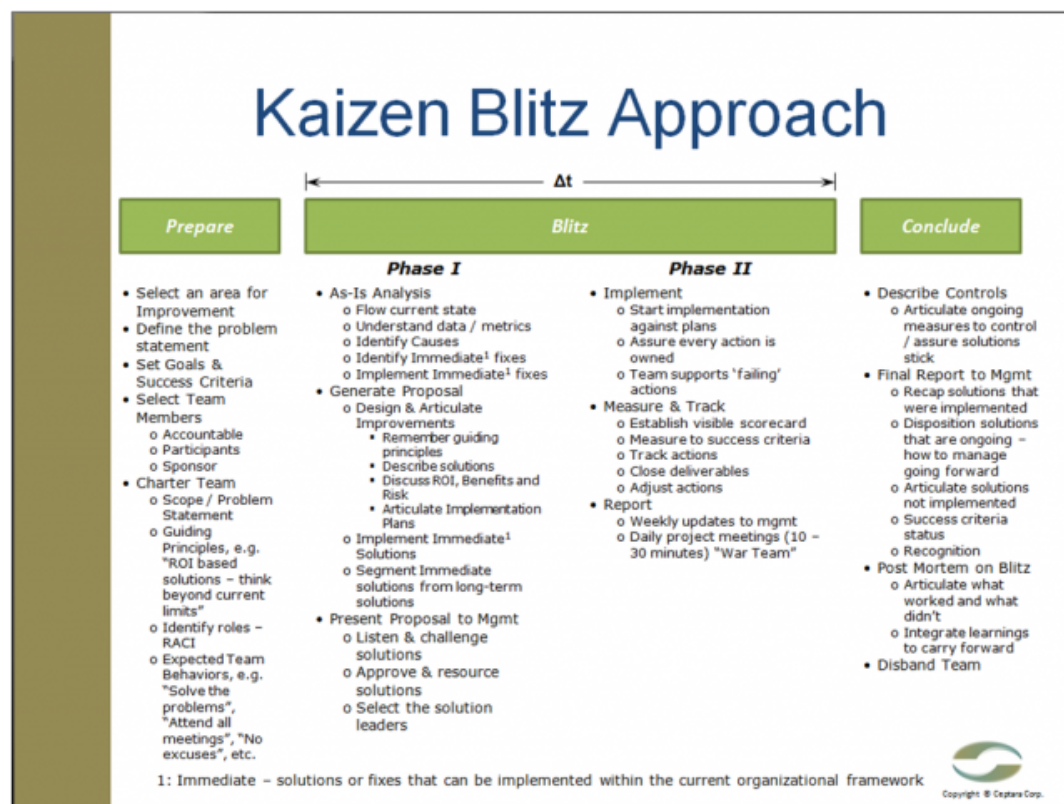 Kaizen Blitz Approach
Δt
Prepare
Blitz
Conclude
Phase I
Phase II
• Select an area for
Improvement
• Define the problem
statement
• Set Goals &
Success Criteria
• Select Team
Members
o Accountable
o Participants
o Sponsor
• Charter Team
o Scope / Problem
Statement
o Guiding
Principles, e.g.
"ROI based
solutions – think
beyond current
limits"
o Identify roles –
RACI
o Expected Team
Behaviors, e.g.
"Solve the
problems",
"Attend all
meetings", "No
excuses", etc.
• As-Is Analysis
o Flow current state
o Understand data / metrics
o Identify Causes
o Identify Immediate¹ fixes
o Implement Immediate¹ fixes
• Generate Proposal
o Design & Articulate
Improvements
▪ Remember guiding
principles
▪ Describe solutions
▪ Discuss ROI, Benefits and
Risk
▪ Articulate Implementation
Plans
o Implement Immediate¹
Solutions
o Segment Immediate
solutions from long-term
solutions
• Present Proposal to Mgmt
o Listen & challenge
solutions
o Approve & resource
solutions
o Select the solution
leaders
• Implement
o Start implementation
against plans
o Assure every action is
owned
o Team supports 'failing'
actions
• Measure & Track
o Establish visible scorecard
o Measure to success criteria
o Track actions
o Close deliverables
o Adjust actions
• Report
o Weekly updates to mgmt
o Daily project meetings (10 –
30 minutes) "War Team"
• Describe Controls
o Articulate ongoing
measures to control
/ assure solutions
stick
• Final Report to Mgmt
o Recap solutions that
were implemented
o Disposition solutions
that are ongoing –
how to manage
going forward
o Articulate solutions
not implemented
o Success criteria
status
o Recognition
• Post Mortem on Blitz
o Articulate what
worked and what
didn't
o Integrate learnings
to carry forward
• Disband Team
1: Immediate – solutions or fixes that can be implemented within the current organizational framework
Copyright ® Ceptara Corp.